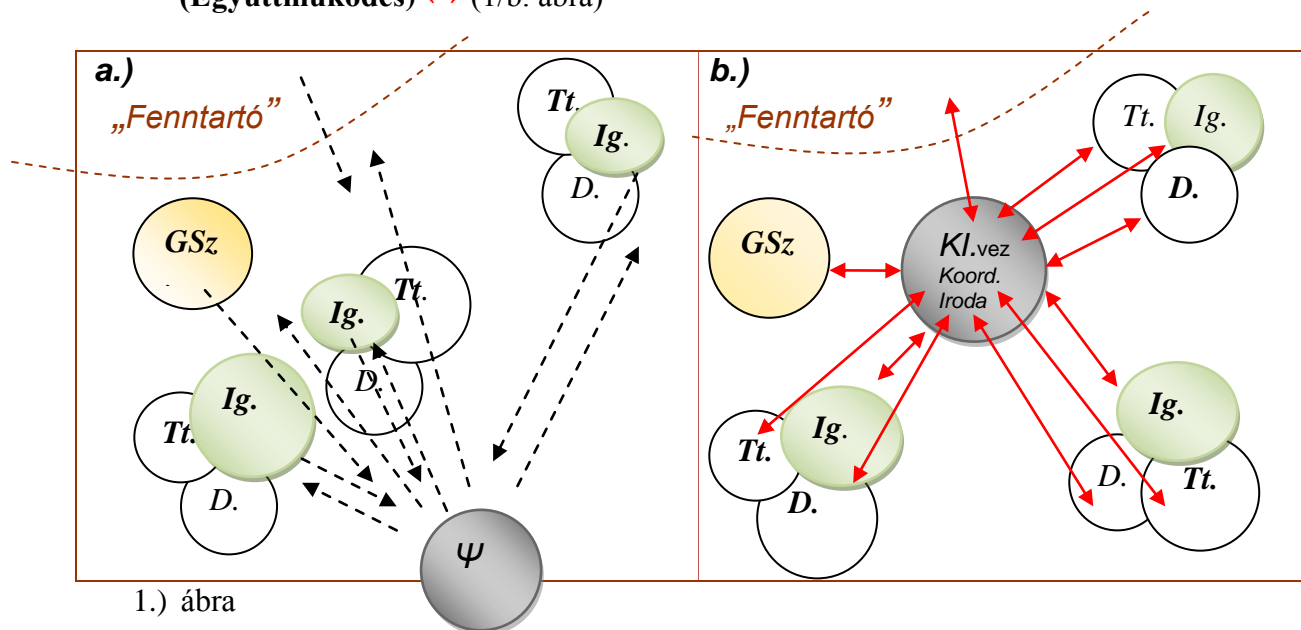 (Együttműködés) (1/b. ábra)
a.)
„Fenntartó”
Tt.
Ig.
D.
GSz
Tt.
Ig.
D.
Ig.
Tt.
D.
Ψ
b.)
„Fenntartó”
Tt. Ig.
D.
GSz
KI.vez
Koord.
Iroda
Ig.
Tt.
D.
Ig.
D.
Tt.
1.) ábra